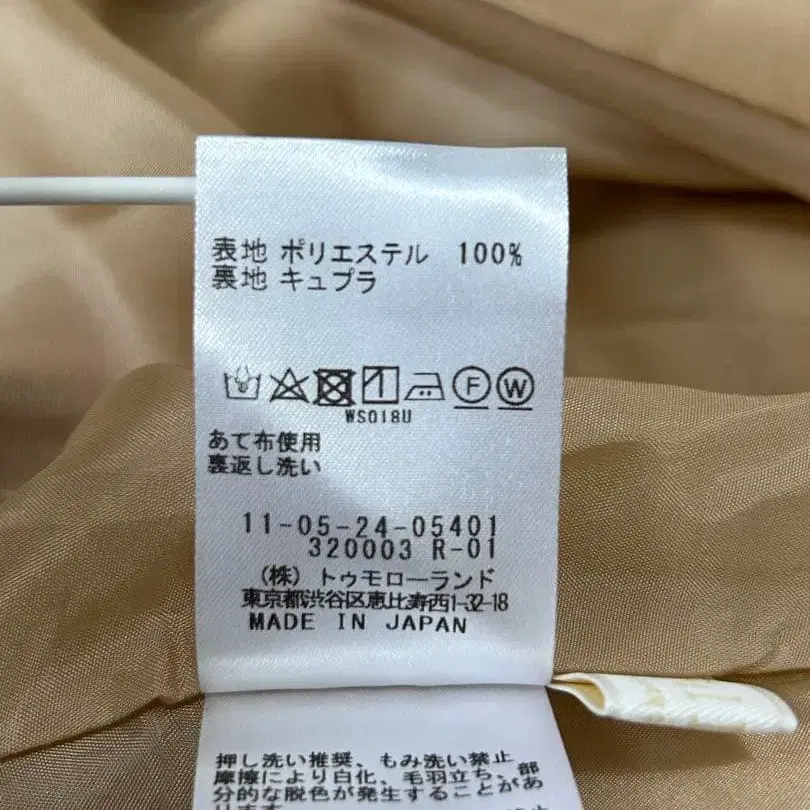 表地 ポリエステル 100%
裏地 キュプラ
F W
WS018U
あて布使用
裏返し洗い
11-05-24-05401
320003 R-01
(株) トゥモローランド
東京都渋谷区恵比寿西1-32-18
MADE IN JAPAN
押し洗い推奨、もみ洗い禁止
摩擦により白化、毛羽立ち、部
分的な脱色が発生することがあ
ります